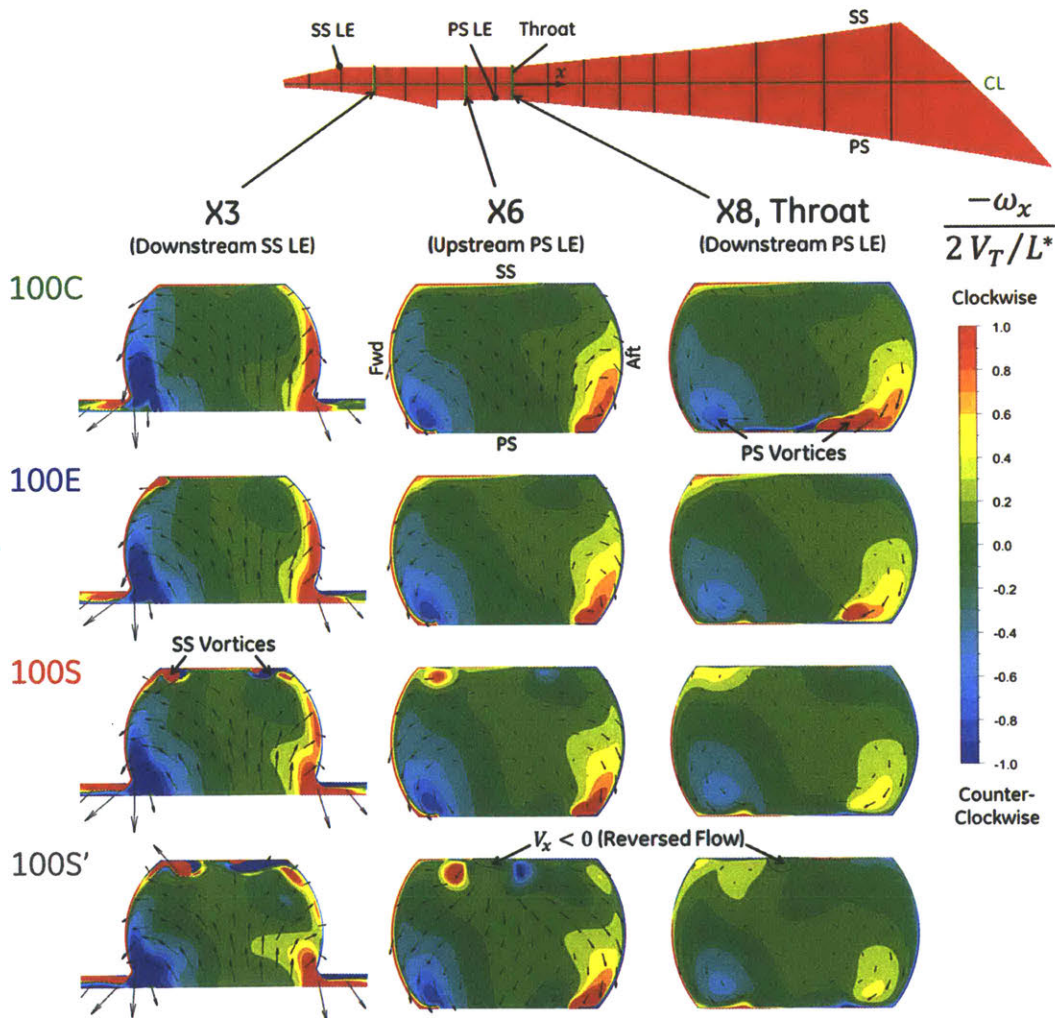 SS LE
PS LE
Throat
SS
x
CL
PS
X3
(Downstream SS LE)
X6
(Upstream PS LE)
X8, Throat
(Downstream PS LE)
−ωₓ
2 V_T/L*
100C
SS
Fwd
Aft
PS
PS Vortices
Clockwise
1.0
0.8
0.6
0.4
0.2
0.0
-0.2
-0.4
-0.6
-0.8
-1.0
Counter-
Clockwise
100E
100S
SS Vortices
100S'
Vₓ < 0 (Reversed Flow)